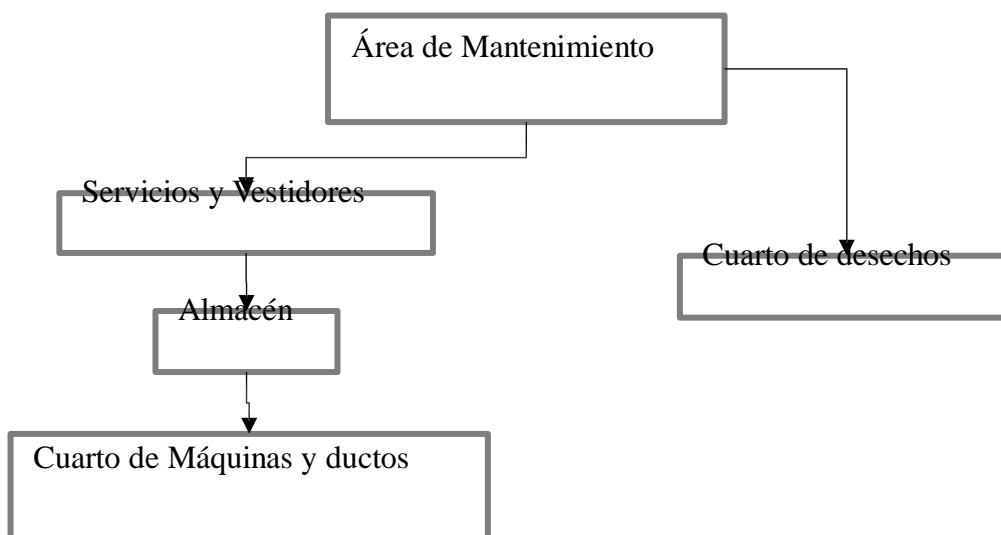 Área de Mantenimiento
Servicios y Vestidores
Cuarto de desechos
Almacén
Cuarto de Máquinas y ductos